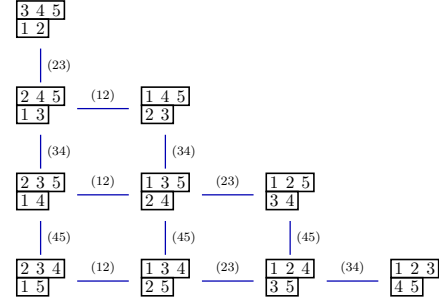 3 4 5
1 2
(23)
2 4 5 (12) 1 4 5
1 3 2 3
(34) (34)
2 3 5 (12) 1 3 5 (23) 1 2 5
1 4 2 4 3 4
(45) (45) (45)
2 3 4 (12) 1 3 4 (23) 1 2 4 (34) 1 2 3
1 5 2 5 3 5 4 5